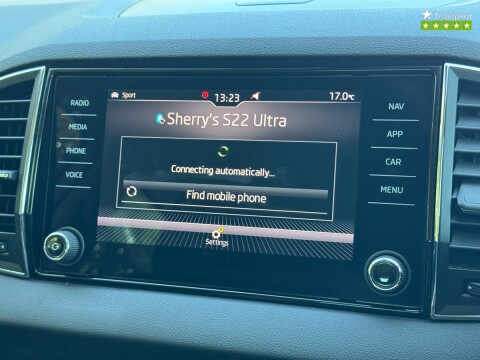 Trustpilot
Sport
13:23
17.0°C
RADIO
MEDIA
PHONE
VOICE
Sherry's S22 Ultra
Connecting automatically...
Find mobile phone
Settings
NAV
APP
CAR
MENU